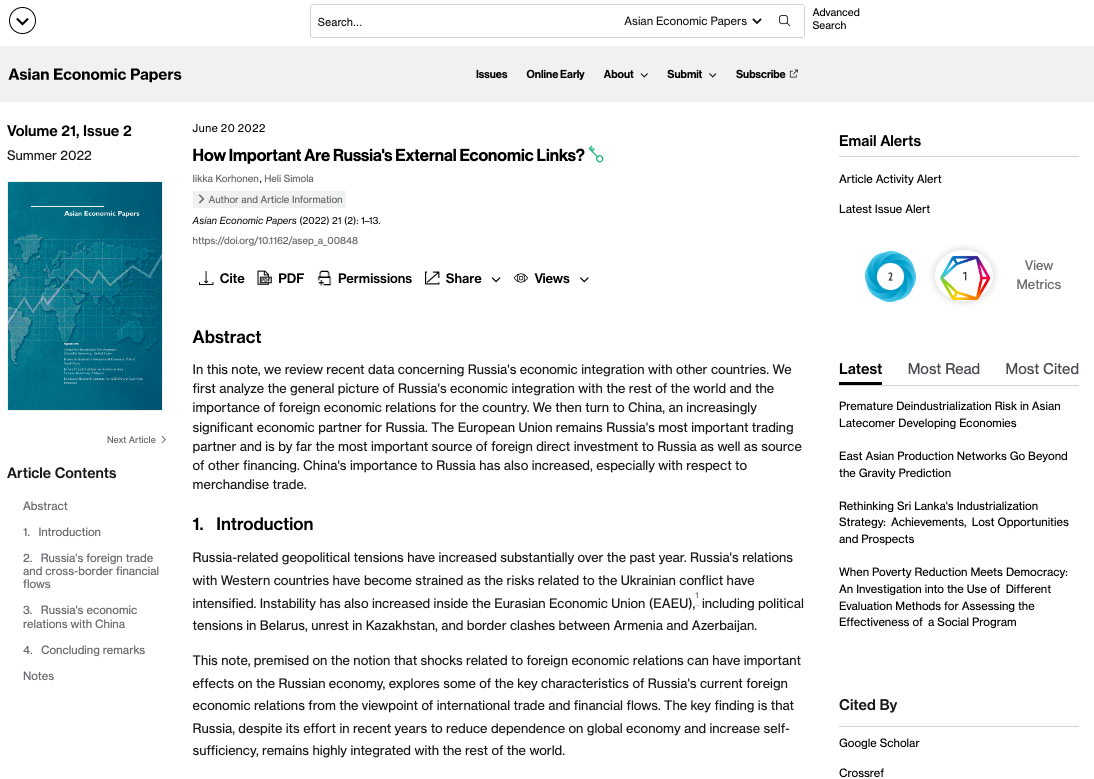 Search...
Asian Economic Papers
Advanced
Search
Asian Economic Papers
Issues
Online Early
About
Submit
Subscribe
Volume 21, Issue 2
Summer 2022
Asian Economic Papers
Next Article
Article Contents
Abstract
1. Introduction
2. Russia's foreign trade
and cross-border financial
flows
3. Russia's economic
relations with China
4. Concluding remarks
Notes
June 20 2022
How Important Are Russia's External Economic Links?
Iikka Korhonen, Heli Simola
Author and Article Information
Asian Economic Papers (2022) 21 (2): 1–13.
https://doi.org/10.1162/asep_a_00848
Cite
PDF
Permissions
Share
Views
Abstract
In this note, we review recent data concerning Russia's economic integration with other countries. We
first analyze the general picture of Russia's economic integration with the rest of the world and the
importance of foreign economic relations for the country. We then turn to China, an increasingly
significant economic partner for Russia. The European Union remains Russia's most important trading
partner and is by far the most important source of foreign direct investment to Russia as well as source
of other financing. China's importance to Russia has also increased, especially with respect to
merchandise trade.
1. Introduction
Russia-related geopolitical tensions have increased substantially over the past year. Russia's relations
with Western countries have become strained as the risks related to the Ukrainian conflict have
intensified. Instability has also increased inside the Eurasian Economic Union (EAEU),1 including political
tensions in Belarus, unrest in Kazakhstan, and border clashes between Armenia and Azerbaijan.
This note, premised on the notion that shocks related to foreign economic relations can have important
effects on the Russian economy, explores some of the key characteristics of Russia's current foreign
economic relations from the viewpoint of international trade and financial flows. The key finding is that
Russia, despite its effort in recent years to reduce dependence on global economy and increase self-
sufficiency, remains highly integrated with the rest of the world.
Email Alerts
Article Activity Alert
Latest Issue Alert
2
1
View
Metrics
Latest
Most Read
Most Cited
Premature Deindustrialization Risk in Asian
Latecomer Developing Economies
East Asian Production Networks Go Beyond
the Gravity Prediction
Rethinking Sri Lanka's Industrialization
Strategy: Achievements, Lost Opportunities
and Prospects
When Poverty Reduction Meets Democracy:
An Investigation into the Use of Different
Evaluation Methods for Assessing the
Effectiveness of a Social Program
Cited By
Google Scholar
Crossref